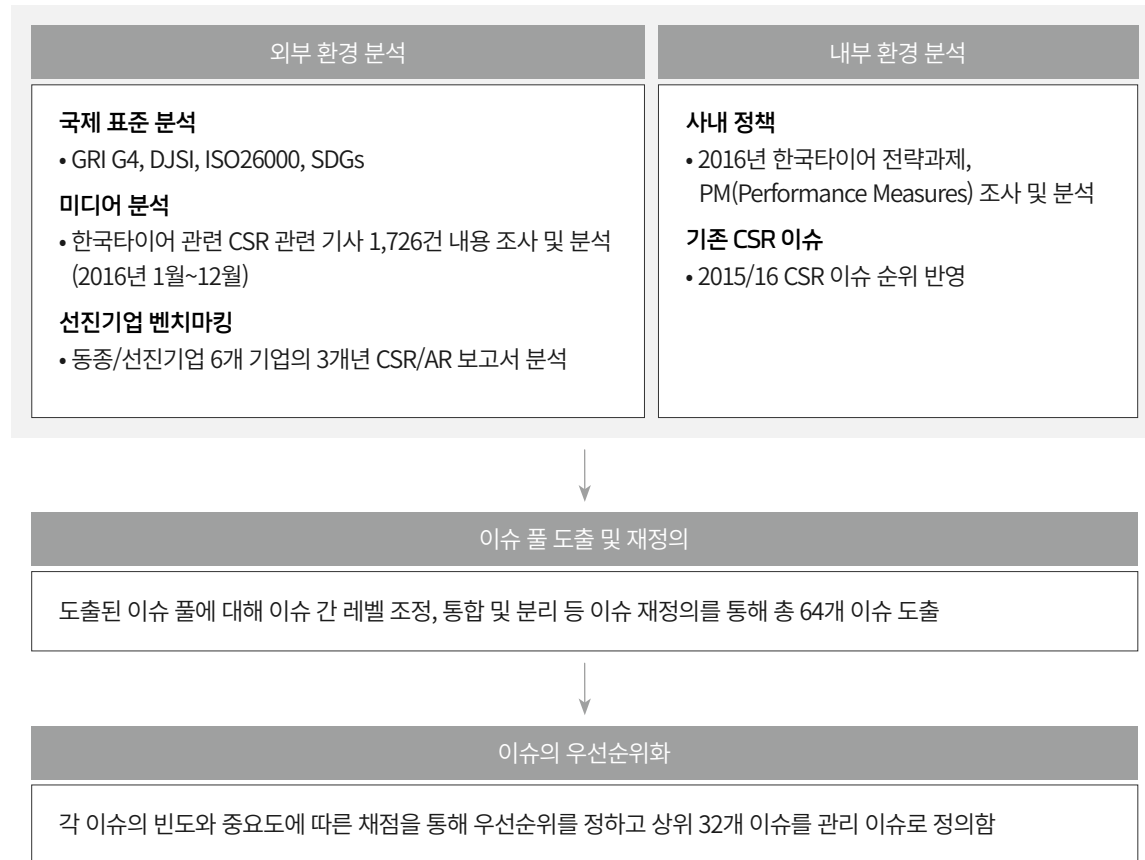 외부 환경 분석
국제 표준 분석
• GRI G4, DJSI, ISO26000, SDGs
미디어 분석
• 한국타이어 관련 CSR 관련 기사 1,726건 내용 조사 및 분석
(2016년 1월~12월)
선진기업 벤치마킹
• 동종/선진기업 6개 기업의 3개년 CSR/AR 보고서 분석
내부 환경 분석
사내 정책
• 2016년 한국타이어 전략과제,
PM(Performance Measures) 조사 및 분석
기존 CSR 이슈
• 2015/16 CSR 이슈 순위 반영
이슈 풀 도출 및 재정의
도출된 이슈 풀에 대해 이슈 간 레벨 조정, 통합 및 분리 등 이슈 재정의를 통해 총 64개 이슈 도출
이슈의 우선순위화
각 이슈의 빈도와 중요도에 따른 채점을 통해 우선순위를 정하고 상위 32개 이슈를 관리 이슈로 정의함